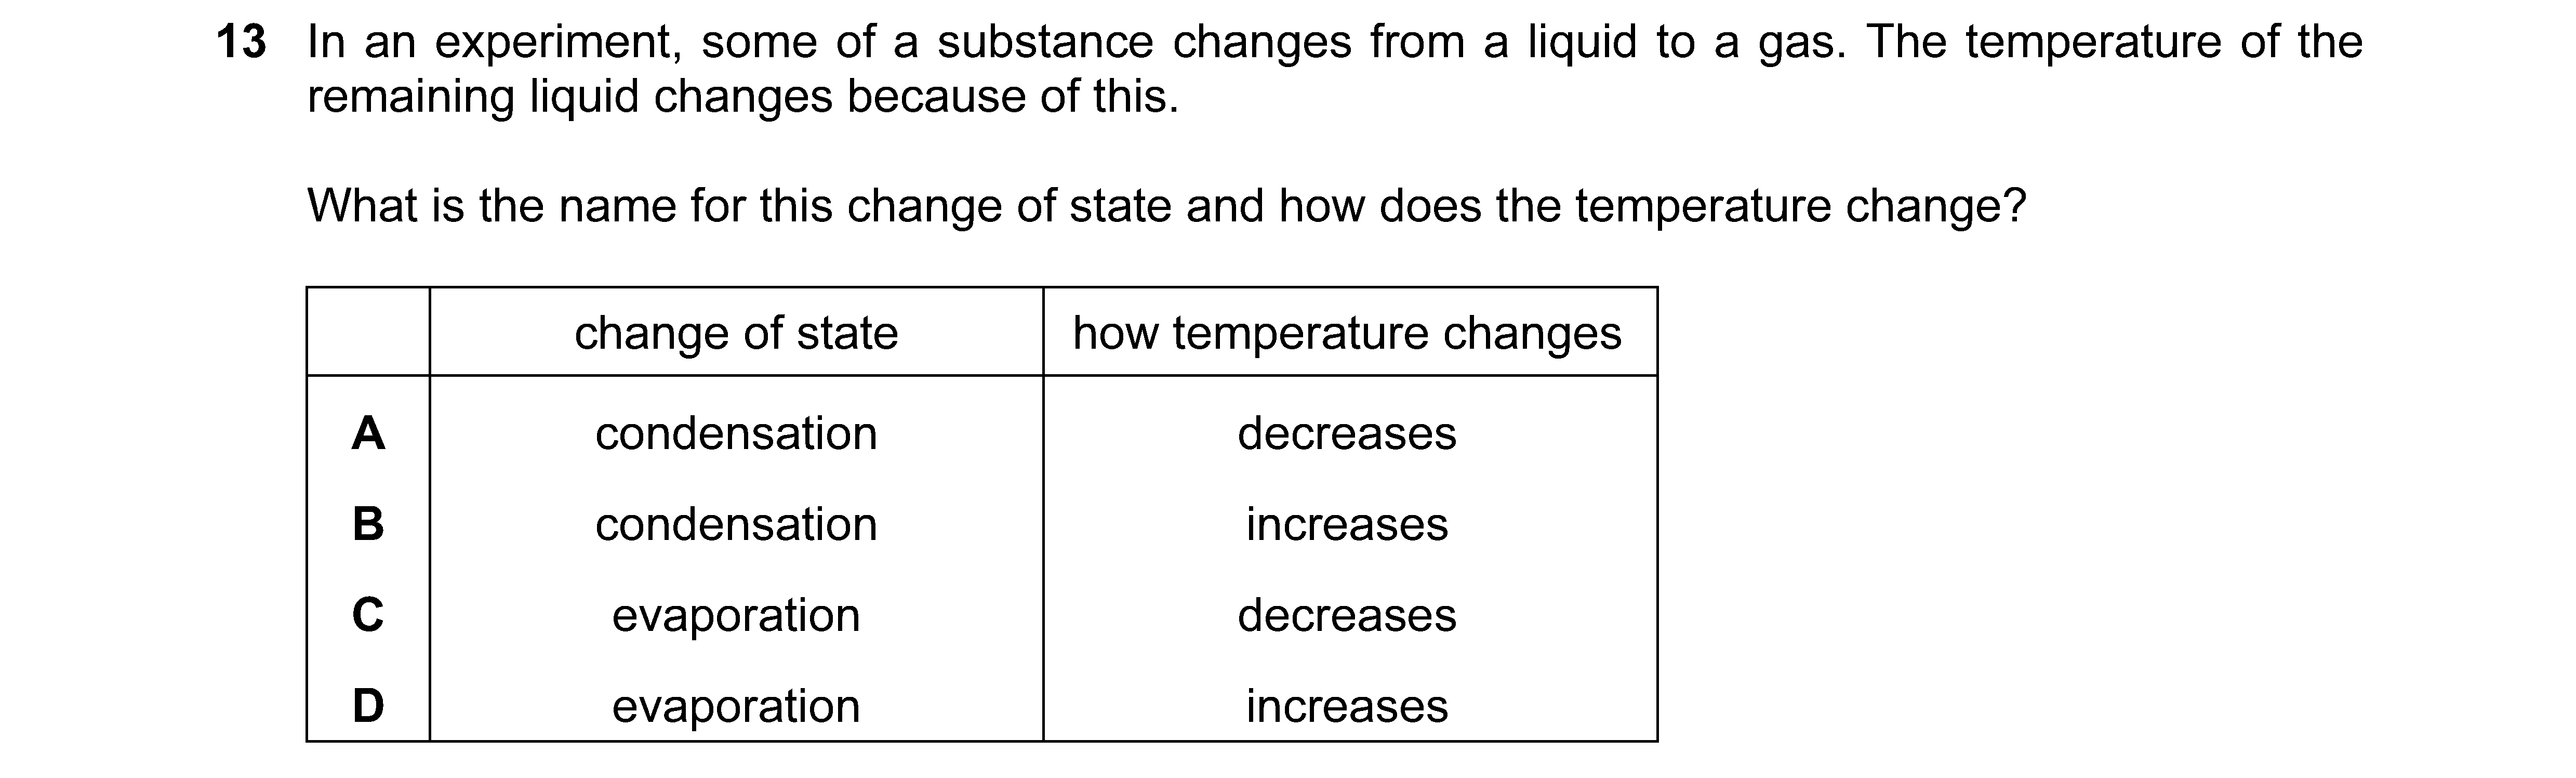 13 In an experiment, some of a substance changes from a liquid to a gas. The temperature of the
remaining liquid changes because of this.
What is the name for this change of state and how does the temperature change?
change of state how temperature changes
A condensation decreases
B condensation increases
C evaporation decreases
D evaporation increases